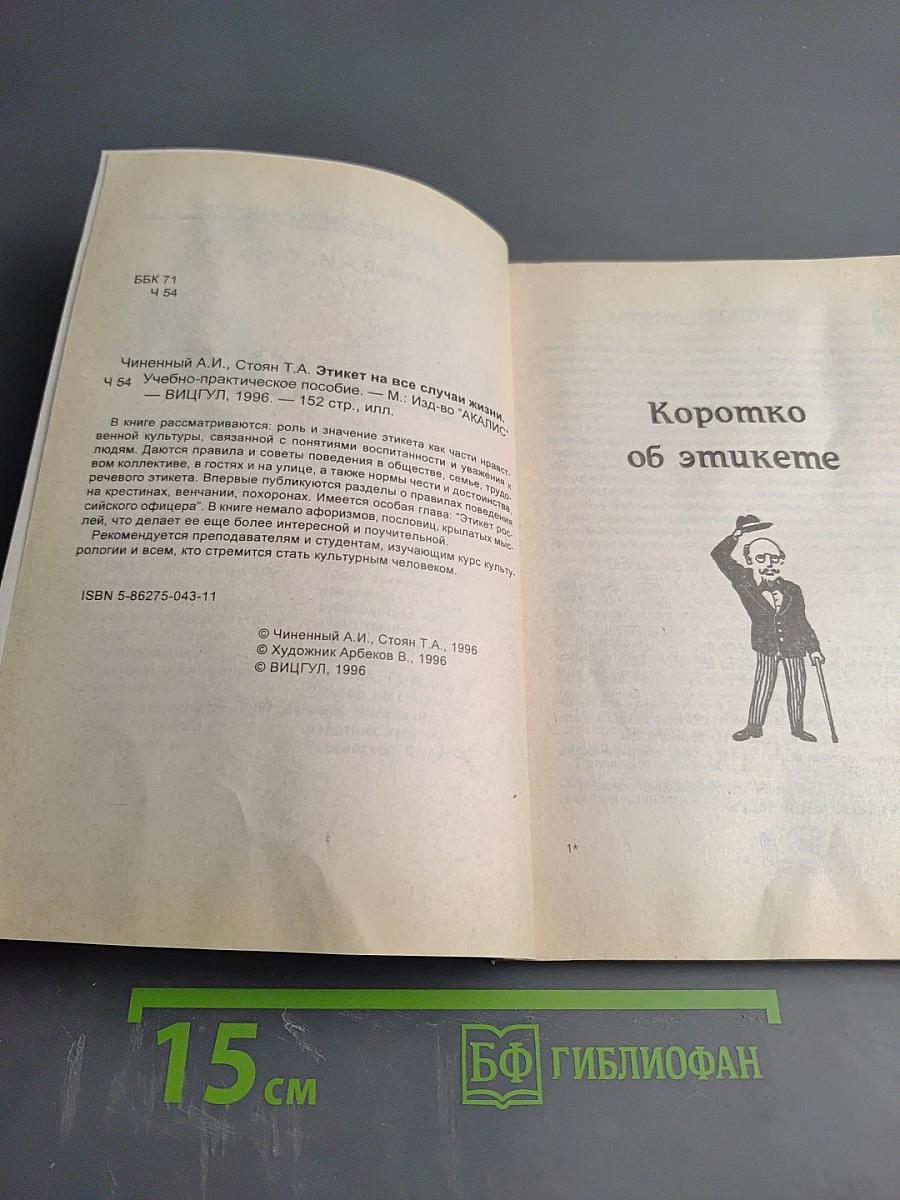 ББК 71
Ч 54
Чиненный А.И., Стоян Т.А. Этикет на все случаи жизни.
Ч 54 Учебно-практическое пособие. — М.: Изд-во "АКАЛИС"
— ВИЦГУЛ, 1996. — 152 стр., илл.
В книге рассматриваются: роль и значение этикета как части нравст-
венной культуры, связанной с понятиями воспитанности и уважения к
людям. Даются правила и советы поведения в обществе, семье, трудо-
вом коллективе, в гостях и на улице, а также нормы чести и достоинства,
речевого этикета. Впервые публикуются разделы о правилах поведения
на крестинах, венчании, похоронах. Имеется особая глава: "Этикет рос-
сийского офицера". В книге немало афоризмов, пословиц, крылатых мыс-
лей, что делает ее еще более интересной и поучительной.
Рекомендуется преподавателям и студентам, изучающим курс культу-
рологии и всем, кто стремится стать культурным человеком.
ISBN 5-86275-043-11
© Чиненный А.И., Стоян Т.А., 1996
© Художник Арбеков В., 1996
© ВИЦГУЛ, 1996
Коротко
об этикете
1*
15 см
БФ ГИБЛИОФАН